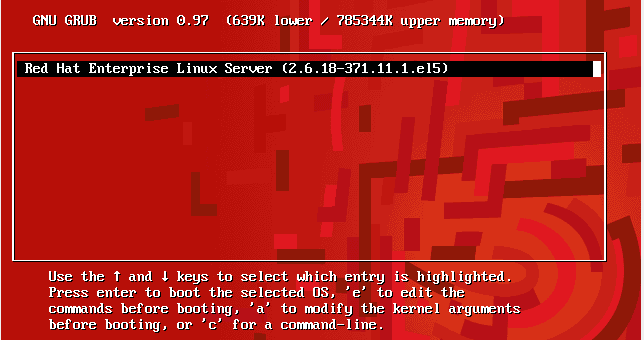 GNU GRUB  version 0.97  (639K lower / 785344K upper memory)
Red Hat Enterprise Linux Server (2.6.18-371.11.1.el5)
Use the ↑ and ↓ keys to select which entry is highlighted.
Press enter to boot the selected OS, 'e' to edit the
commands before booting, 'a' to modify the kernel arguments
before booting, or 'c' for a command-line.